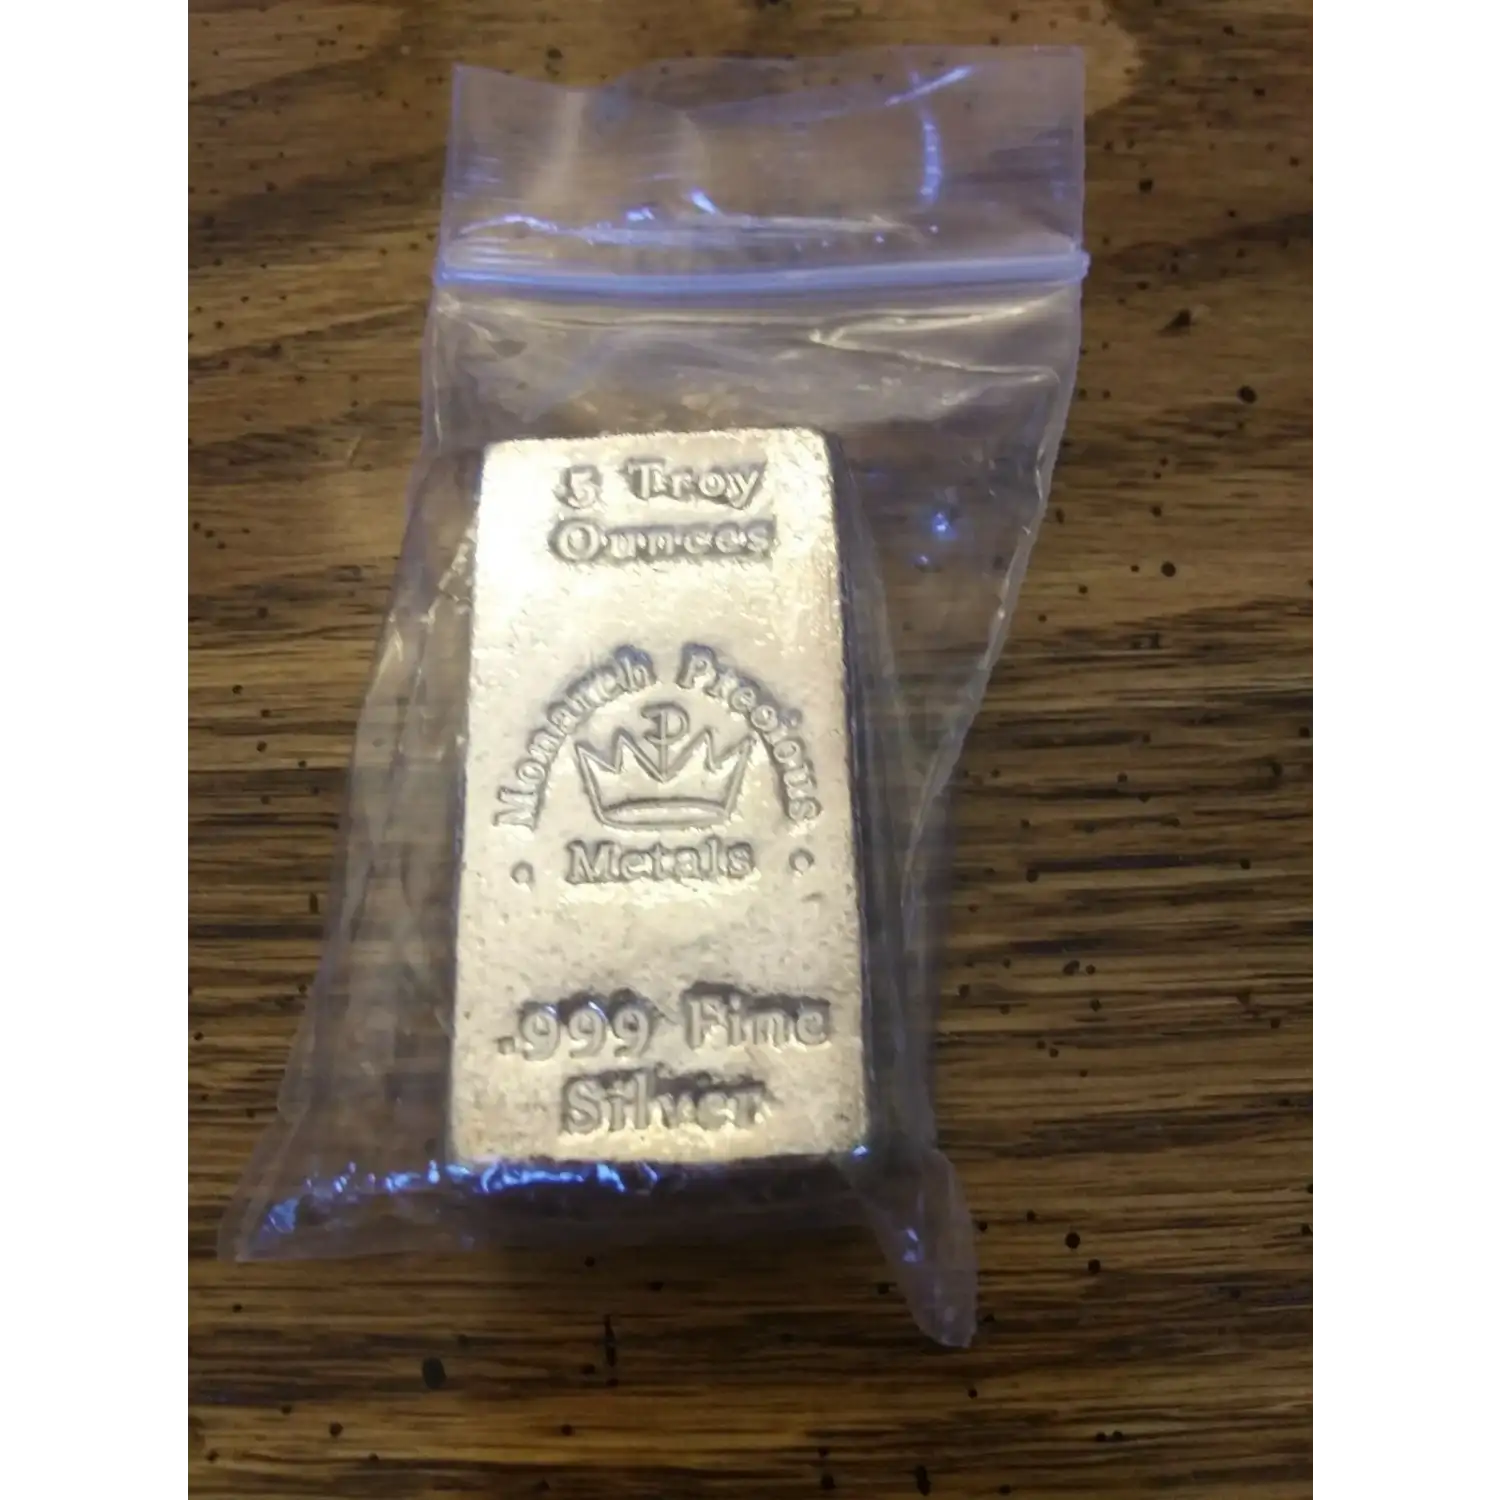 5 Troy
Ounces
Monarch Precious
Metals
.999 Fine
Silver